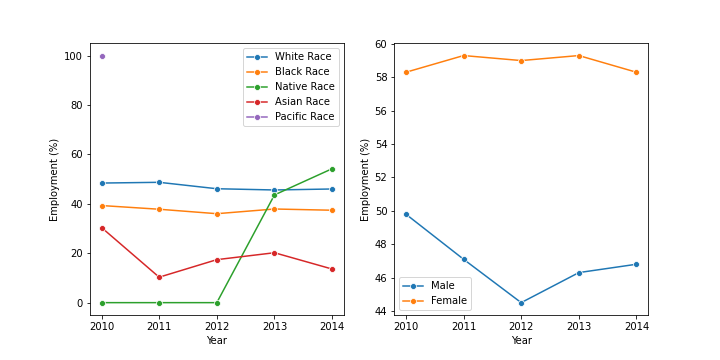 100
80
60
40
20
0
Employment (%)
2010 2011 2012 2013 2014
Year
White Race
Black Race
Native Race
Asian Race
Pacific Race
60
58
56
54
52
50
48
46
44
Employment (%)
2010 2011 2012 2013 2014
Year
Male
Female